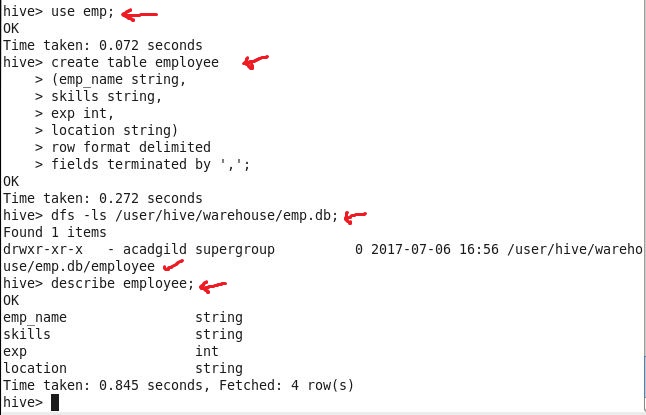 hive> use emp;
OK
Time taken: 0.072 seconds
hive> create table employee
    > (emp_name string,
    > skills string,
    > exp int,
    > location string)
    > row format delimited
    > fields terminated by ',';
OK
Time taken: 0.272 seconds
hive> dfs -ls /user/hive/warehouse/emp.db;
Found 1 items
drwxr-xr-x   - acadgild supergroup          0 2017-07-06 16:56 /user/hive/wareho
use/emp.db/employee
hive> describe employee;
OK
emp_name                string
skills                  string
exp                     int
location                string
Time taken: 0.845 seconds, Fetched: 4 row(s)
hive>